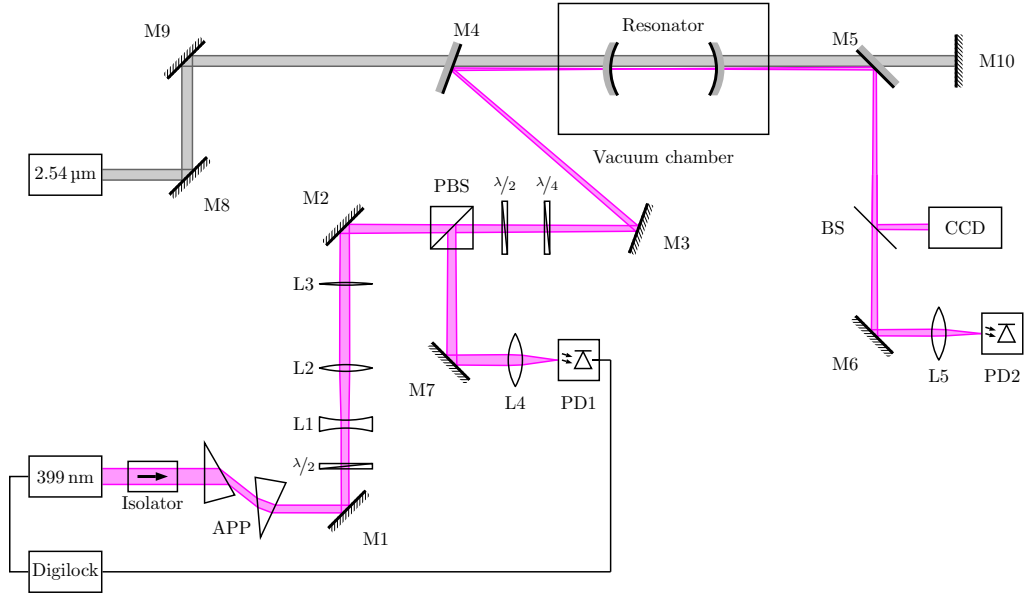 M9
M4
Resonator
M5
M10
2.54 µm
M8
Vacuum chamber
M2
PBS
λ/2
λ/4
M3
BS
CCD
L3
L2
M7
L4
PD1
M6
L5
PD2
L1
λ/2
399 nm
Isolator
APP
M1
Digilock